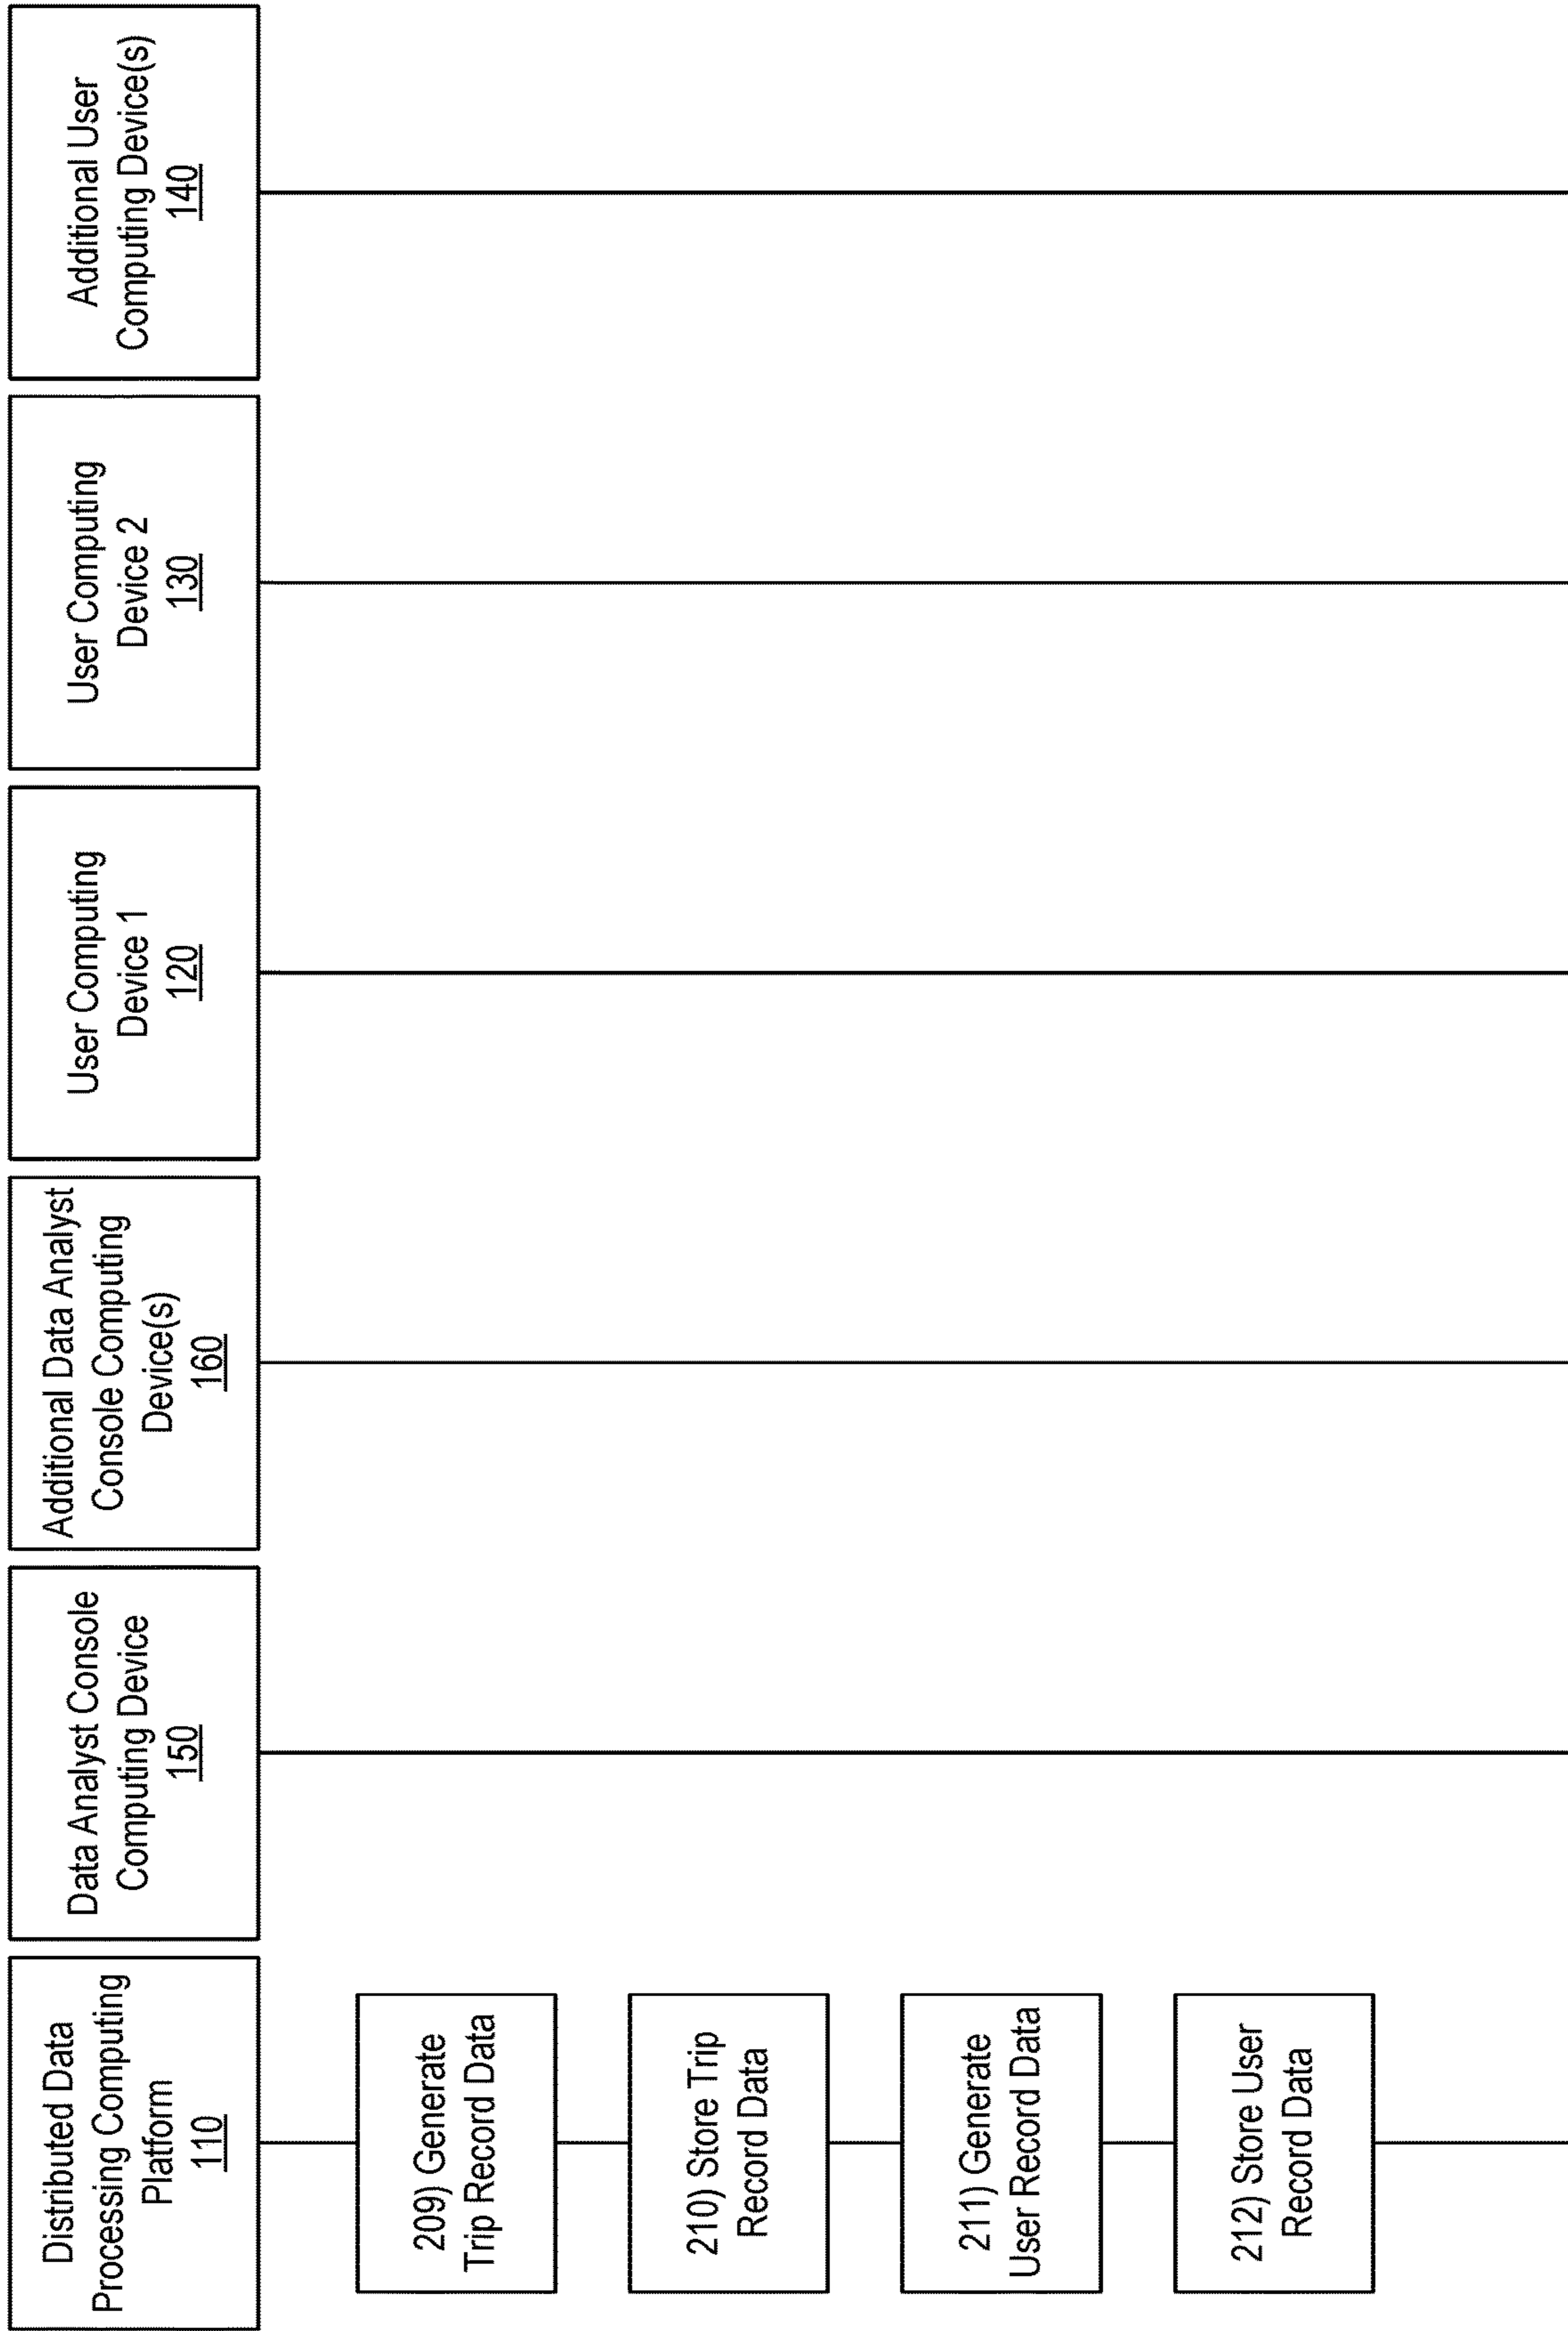 Distributed Data
Processing Computing
Platform
110
Data Analyst Console
Computing Device
150
Additional Data Analyst
Console Computing
Device(s)
160
User Computing
Device 1
120
User Computing
Device 2
130
Additional User
Computing Device(s)
140
209) Generate
Trip Record Data
210) Store Trip
Record Data
211) Generate
User Record Data
212) Store User
Record Data